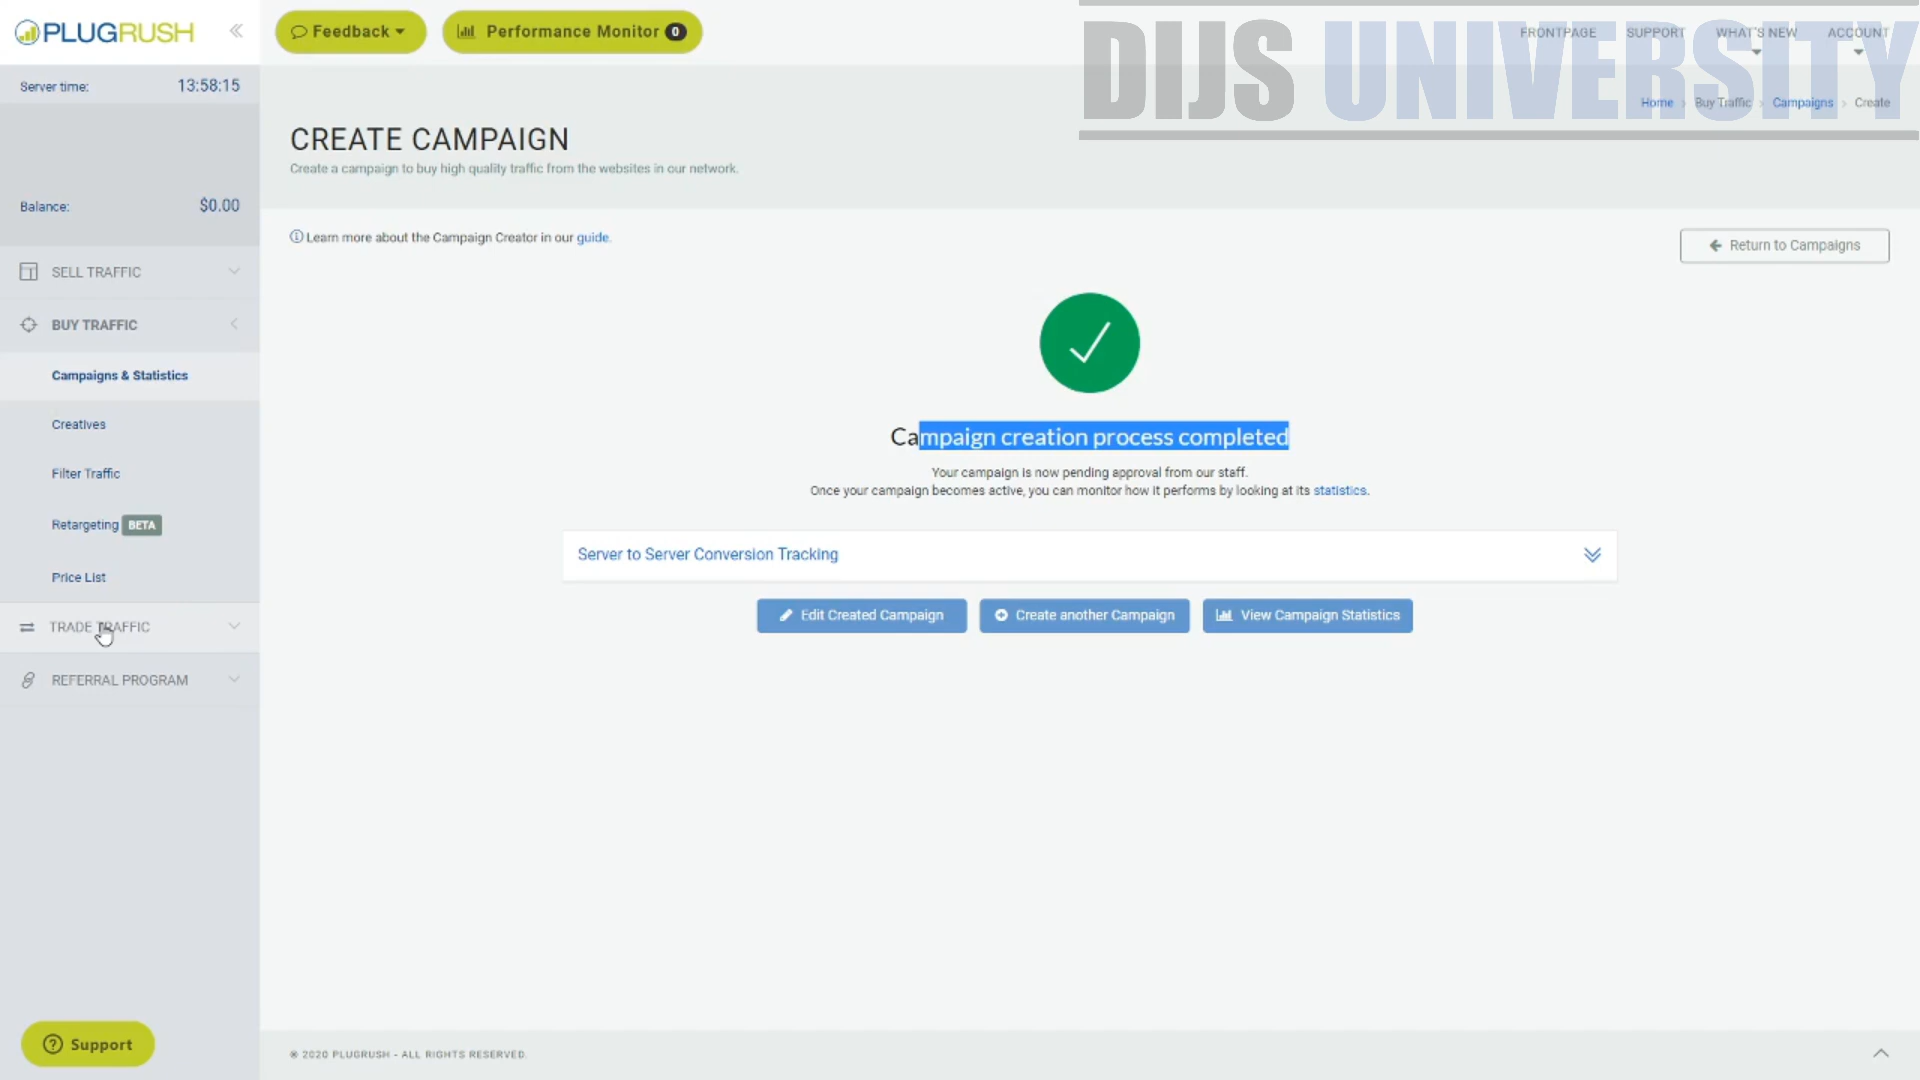 PLUGRUSH
Feedback
Performance Monitor 0
FRONTPAGE
SUPPORT
WHAT'S NEW
ACCOUNT
DIJS UNIVERSITY
Server time: 13:58:15
Home > Buy Traffic > Campaigns > Create
CREATE CAMPAIGN
Create a campaign to buy high quality traffic from the websites in our network.
Balance: $0.00
Learn more about the Campaign Creator in our guide.
Return to Campaigns
SELL TRAFFIC
BUY TRAFFIC
Campaigns & Statistics
Creatives
Filter Traffic
Retargeting BETA
Price List
TRADE TRAFFIC
REFERRAL PROGRAM
Campaign creation process completed
Your campaign is now pending approval from our staff.
Once your campaign becomes active, you can monitor how it performs by looking at its statistics.
Server to Server Conversion Tracking
Edit Created Campaign
Create another Campaign
View Campaign Statistics
Support
© 2020 PLUGRUSH - ALL RIGHTS RESERVED.